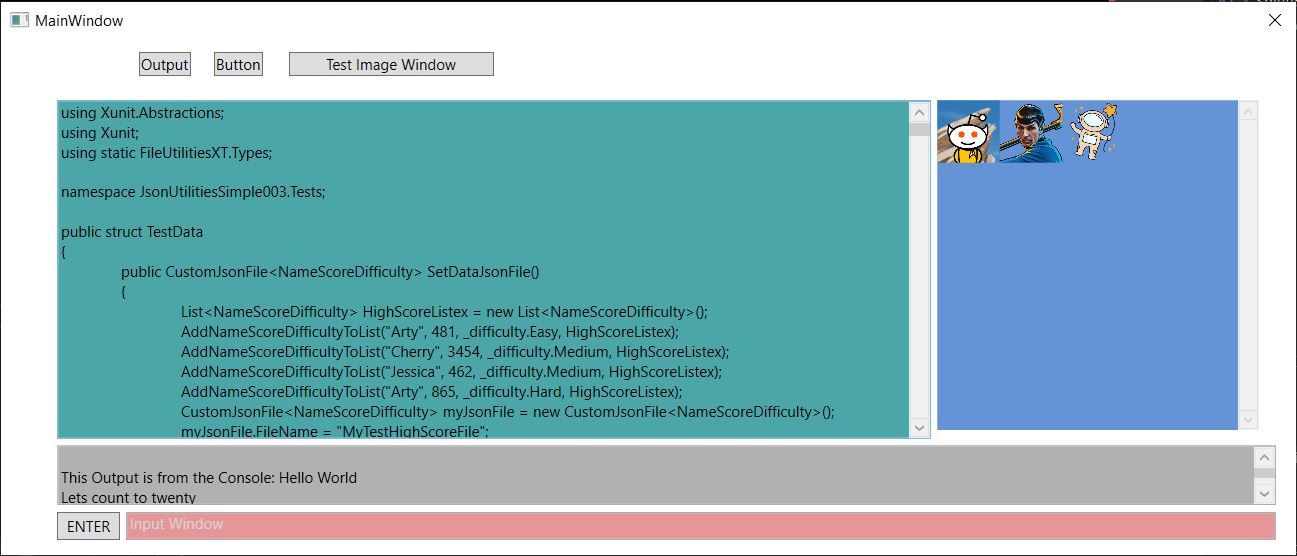 MainWindow
Output Button Test Image Window
using Xunit.Abstractions;
using Xunit;
using static FileUtilitiesXT.Types;
namespace JsonUtilitiesSimple003.Tests;
public struct TestData
{
public CustomJsonFile<NameScoreDifficulty> SetDataJsonFile()
{
List<NameScoreDifficulty> HighScoreListex = new List<NameScoreDifficulty>();
AddNameScoreDifficultyToList("Arty", 481, _difficulty.Easy, HighScoreListex);
AddNameScoreDifficultyToList("Cherry", 3454, _difficulty.Medium, HighScoreListex);
AddNameScoreDifficultyToList("Jessica", 462, _difficulty.Medium, HighScoreListex);
AddNameScoreDifficultyToList("Arty", 865, _difficulty.Hard, HighScoreListex);
CustomJsonFile<NameScoreDifficulty> myJsonFile = new CustomJsonFile<NameScoreDifficulty>();
myJsonFile.FileName = "MyTestHighScoreFile";
This Output is from the Console: Hello World
Lets count to twenty
ENTER Input Window